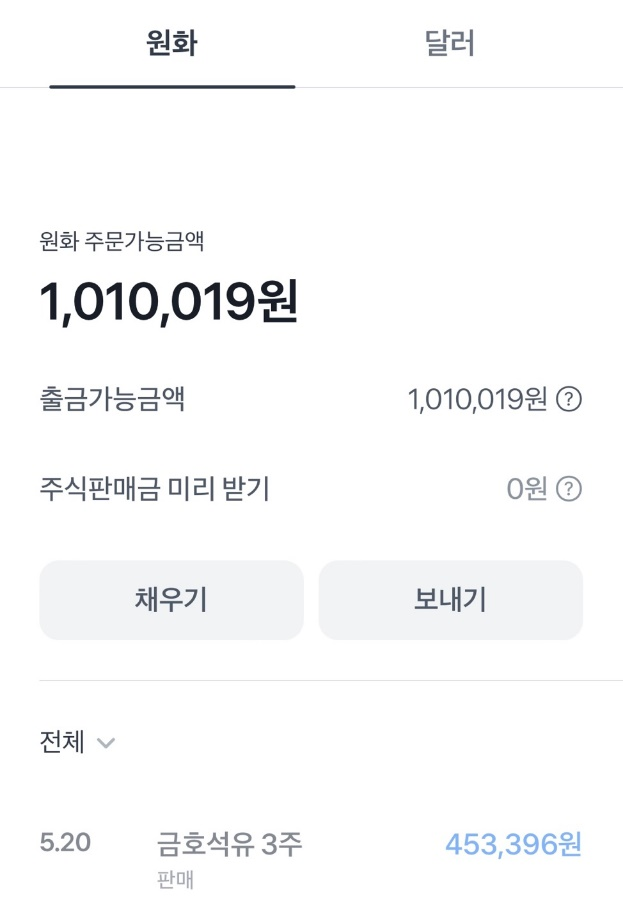 원화 달러
원화 주문가능금액
1,010,019원
출금가능금액 1,010,019원 ?
주식판매금 미리 받기 0원 ?
채우기 보내기
전체
5.20 금호석유 3주 453,396원
판매